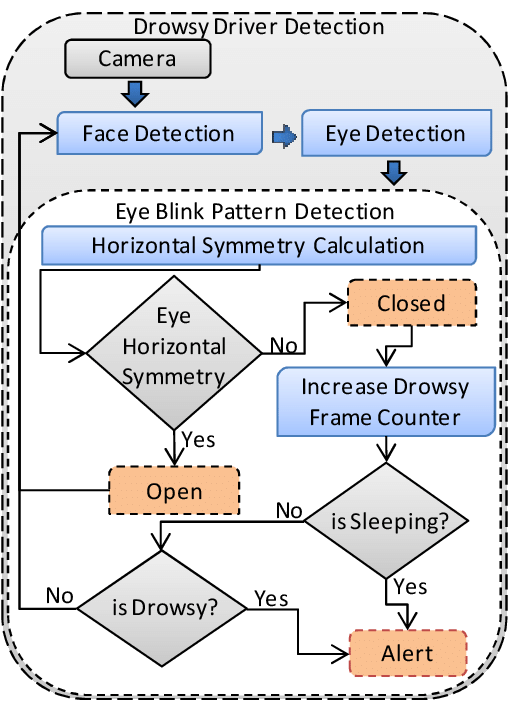 Drowsy Driver Detection
Camera
Face Detection
Eye Detection
Eye Blink Pattern Detection
Horizontal Symmetry Calculation
Eye
Horizontal
Symmetry
No
Closed
Increase Drowsy
Frame Counter
Yes
Open
No
is Sleeping?
Yes
No
is Drowsy?
Yes
Alert